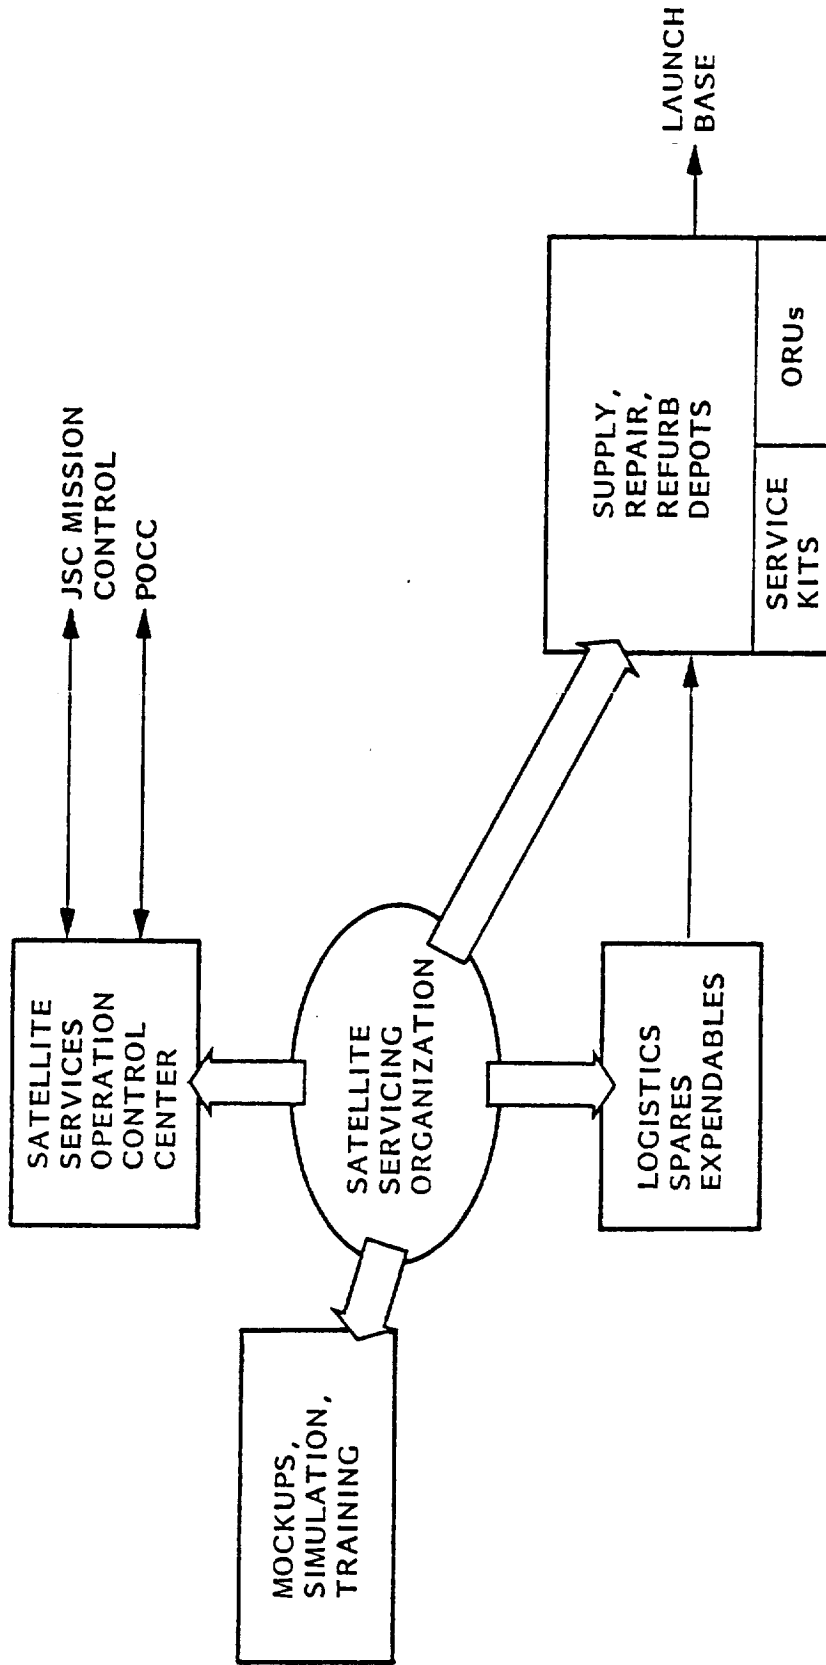 SATELLITE
SERVICES
OPERATION
CONTROL
CENTER
JSC MISSION
CONTROL
POCC
MOCKUPS,
SIMULATION,
TRAINING
SATELLITE
SERVICING
ORGANIZATION
LOGISTICS
SPARES
EXPENDABLES
SUPPLY,
REPAIR,
REFURB
DEPOTS
SERVICE
KITS
ORUs
LAUNCH
BASE